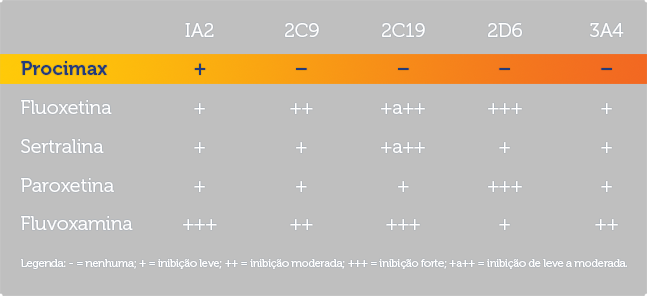 IA2 2C9 2C19 2D6 3A4
Procimax + – – – –
Fluoxetina + ++ +a++ +++ +
Sertralina + + +a++ + +
Paroxetina + + + +++ +
Fluvoxamina +++ ++ +++ + ++
Legenda: - = nenhuma; + = inibição leve; ++ = inibição moderada; +++ = inibição forte; +a++ = inibição de leve a moderada.